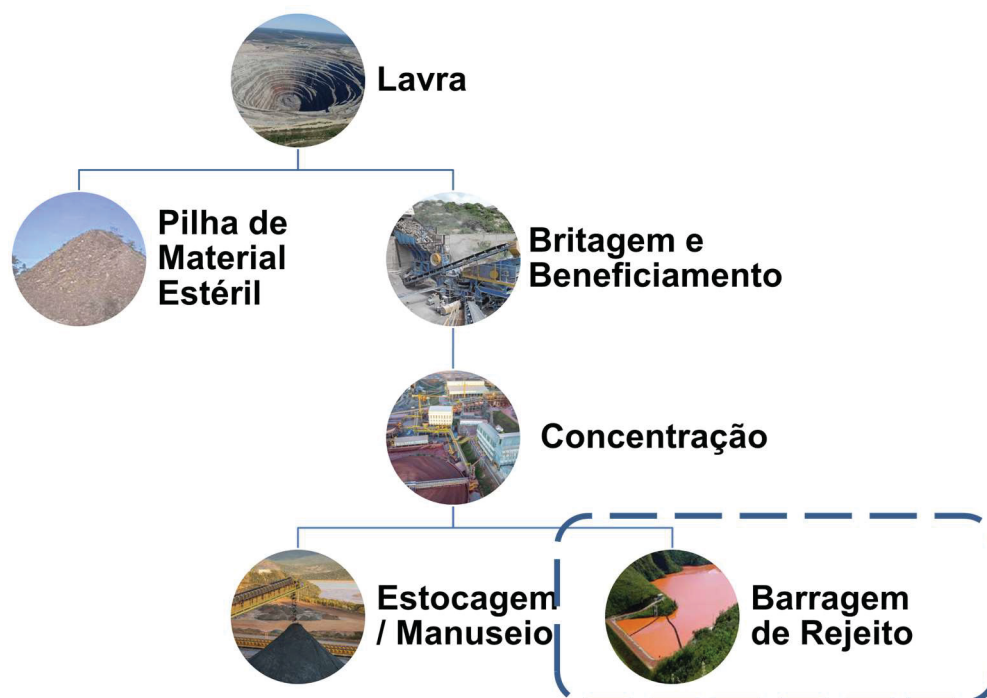 Lavra
Pilha de
Material
Estéril
Britagem e
Beneficiamento
Concentração
Estocagem
/ Manuseio
Barragem
de Rejeito